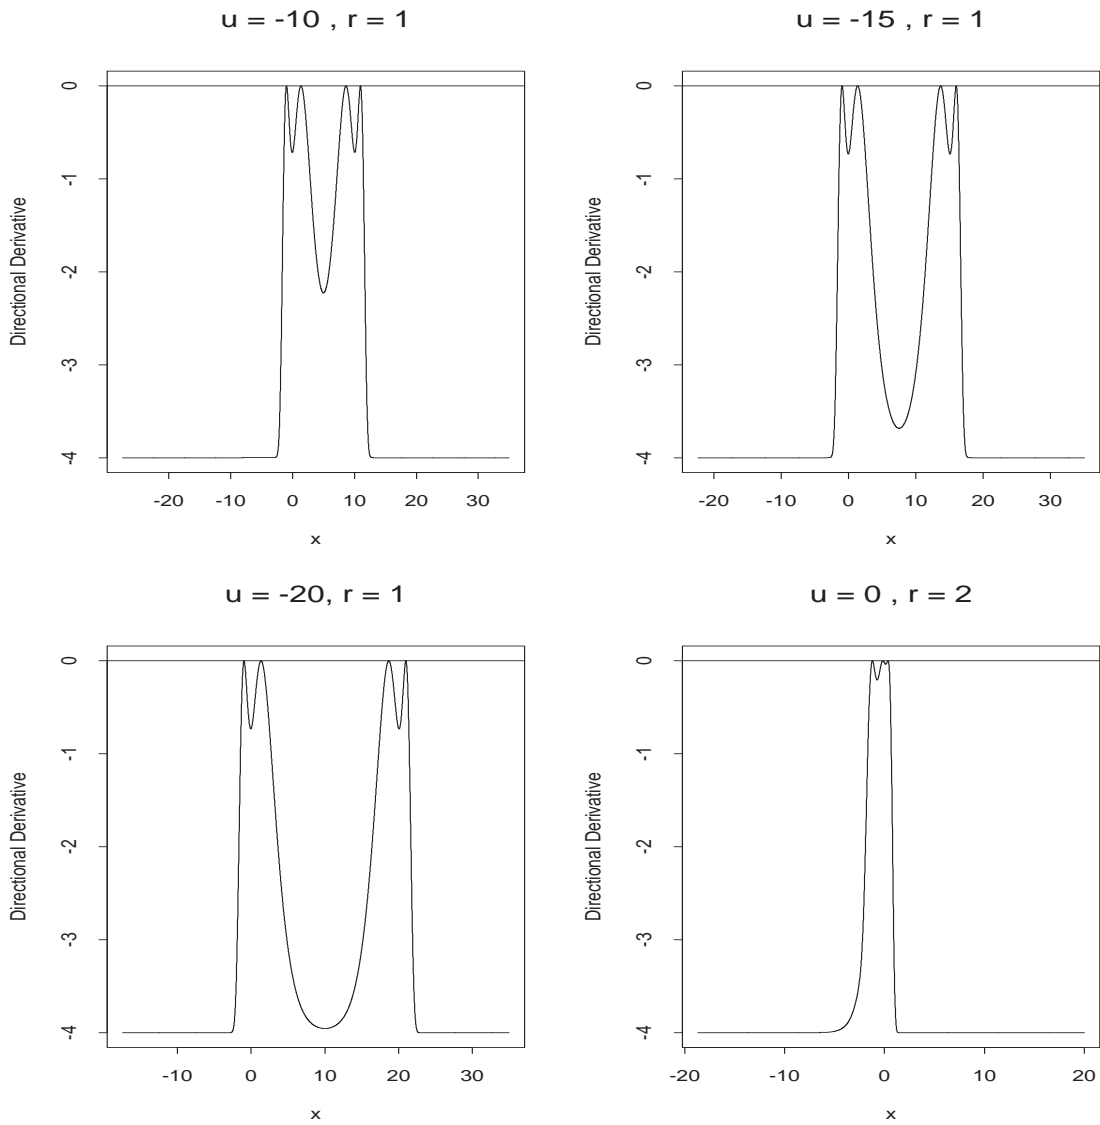 u = -10 , r = 1
Directional Derivative
0
-1
-2
-3
-4
-20 -10 0 10 20 30
x
u = -15 , r = 1
Directional Derivative
0
-1
-2
-3
-4
-20 -10 0 10 20 30
x
u = -20, r = 1
Directional Derivative
0
-1
-2
-3
-4
-10 0 10 20 30
x
u = 0 , r = 2
Directional Derivative
0
-1
-2
-3
-4
-20 -10 0 10 20
x